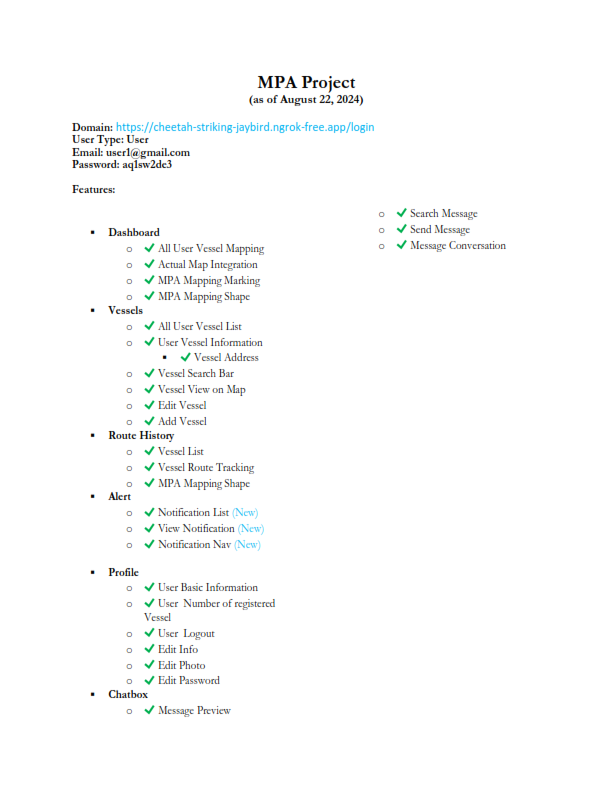 MPA Project
(as of August 22, 2024)
Domain: https://cheetah-striking-jaybird.ngrok-free.app/login
User Type: User
Email: user1@gmail.com
Password: aq1sw2de3
Features:
▪ Dashboard
o ✔ All User Vessel Mapping
o ✔ Actual Map Integration
o ✔ MPA Mapping Marking
o ✔ MPA Mapping Shape
▪ Vessels
o ✔ All User Vessel List
o ✔ User Vessel Information
▪ ✔ Vessel Address
o ✔ Vessel Search Bar
o ✔ Vessel View on Map
o ✔ Edit Vessel
o ✔ Add Vessel
▪ Route History
o ✔ Vessel List
o ✔ Vessel Route Tracking
o ✔ MPA Mapping Shape
▪ Alert
o ✔ Notification List (New)
o ✔ View Notification (New)
o ✔ Notification Nav (New)
▪ Profile
o ✔ User Basic Information
o ✔ User Number of registered
Vessel
o ✔ User Logout
o ✔ Edit Info
o ✔ Edit Photo
o ✔ Edit Password
▪ Chatbox
o ✔ Message Preview
o ✔ Search Message
o ✔ Send Message
o ✔ Message Conversation